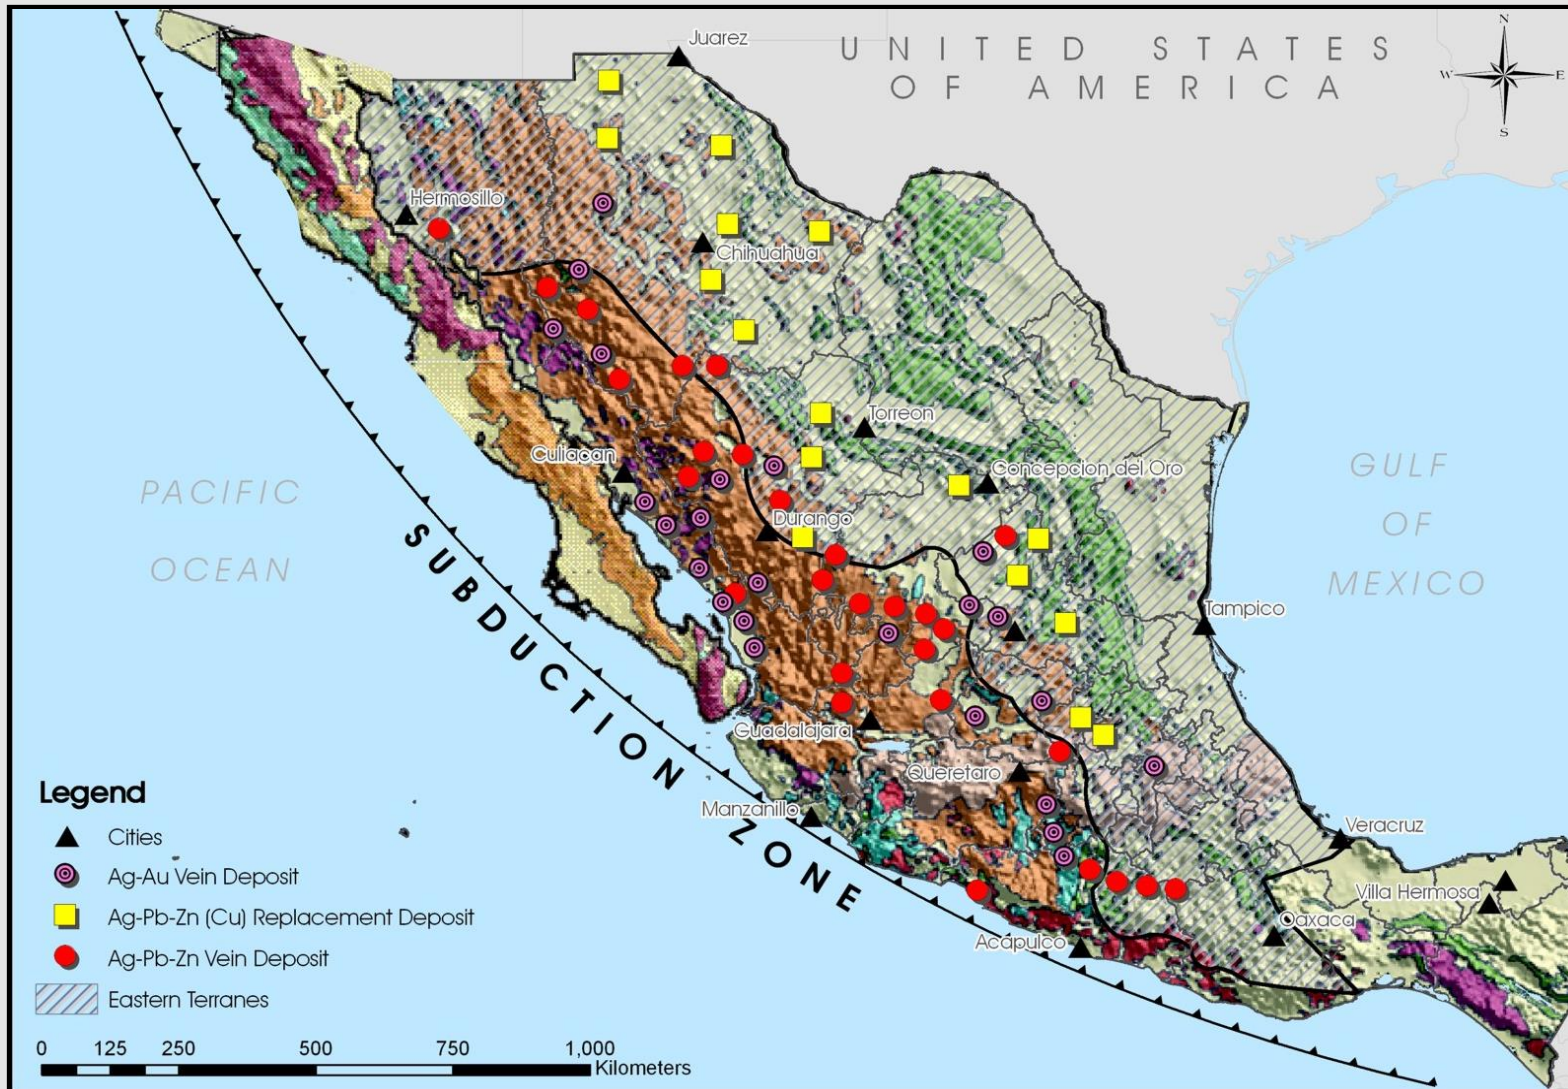 Juarez
UNITED STATES
OF AMERICA
N
W
E
S
Hermosillo
Chihuahua
Torreon
Culiacan
Concepcion del Oro
PACIFIC
OCEAN
GULF
OF
MEXICO
Durango
SUBDUCTION ZONE
Tampico
Guadalajara
Queretaro
Manzanillo
Veracruz
Villa Hermosa
Oaxaca
Acápulco
Legend
Cities
Ag-Au Vein Deposit
Ag-Pb-Zn (Cu) Replacement Deposit
Ag-Pb-Zn Vein Deposit
Eastern Terranes
0 125 250 500 750 1,000
Kilometers